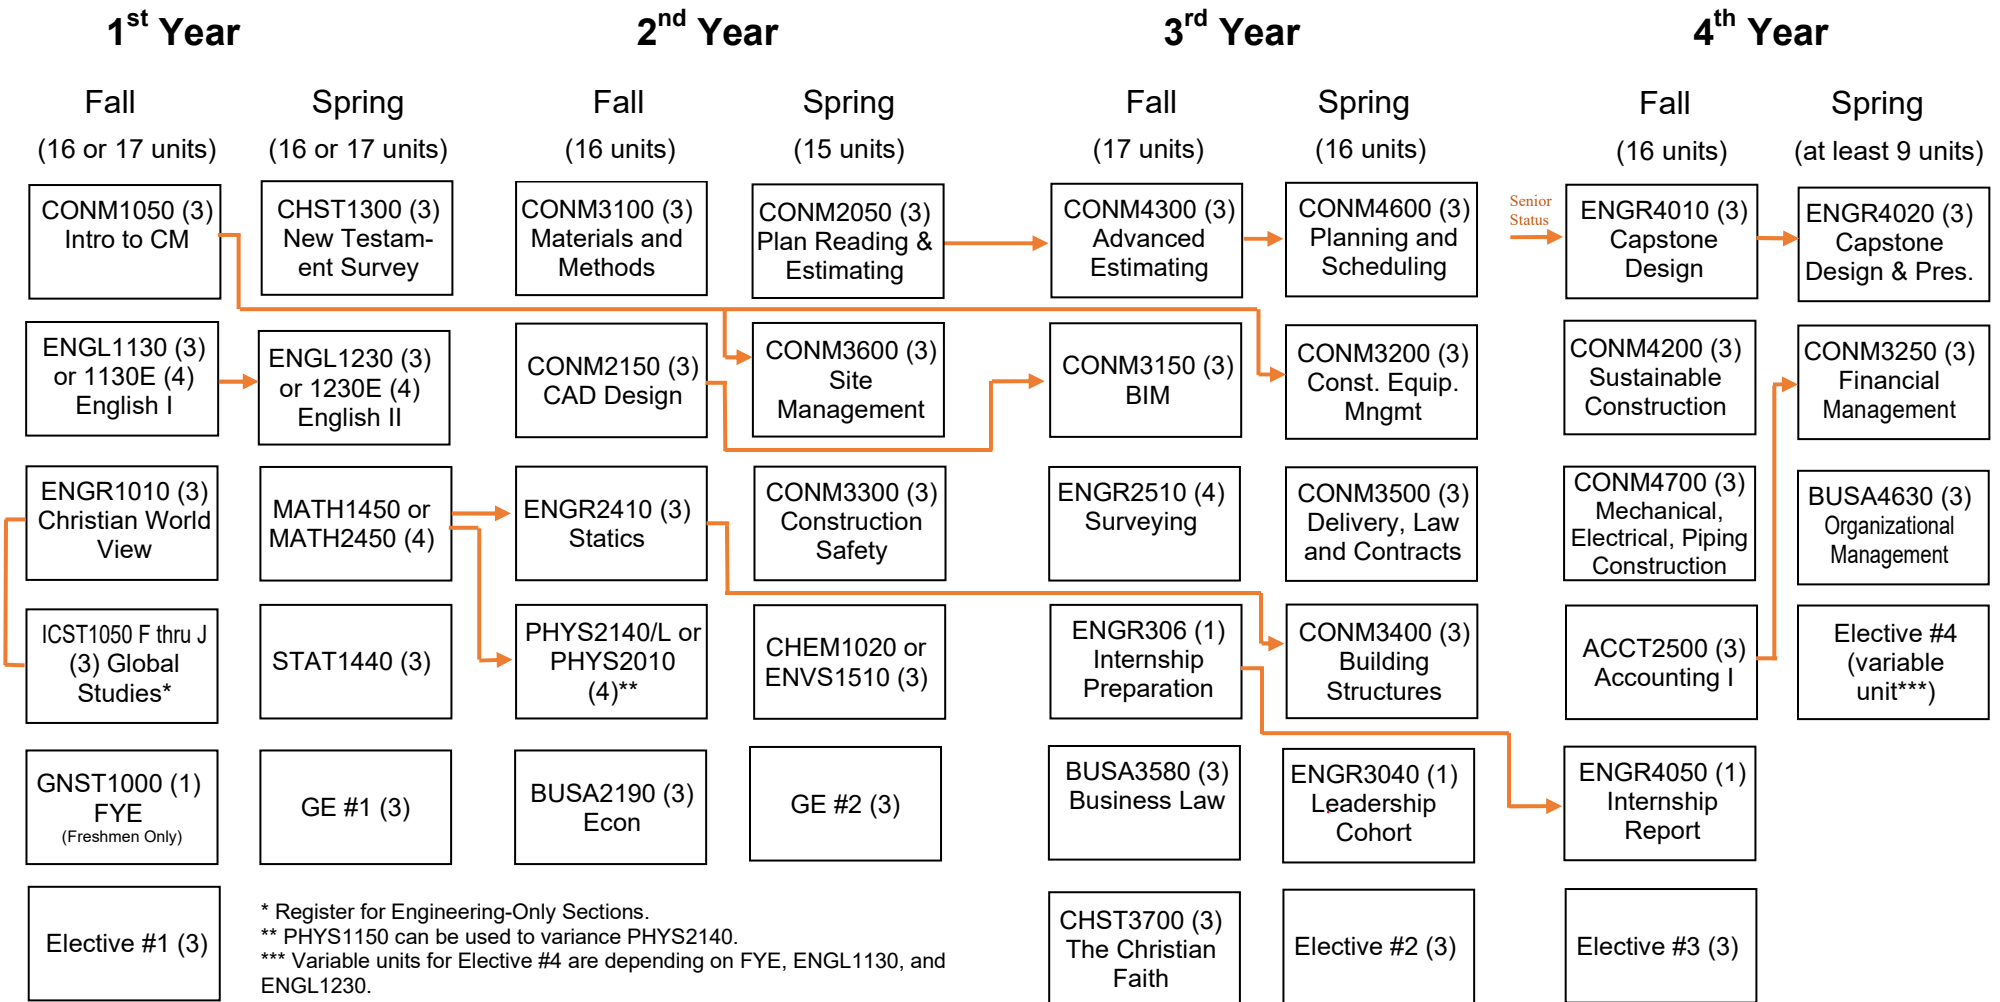 1st Year
2nd Year
3rd Year
4th Year
Fall
Spring
Fall
Spring
Fall
Spring
Fall
Spring
(16 or 17 units)
(16 or 17 units)
(16 units)
(15 units)
(17 units)
(16 units)
(16 units)
(at least 9 units)
CONM1050 (3)
Intro to CM
CHST1300 (3)
New Testam-
ent Survey
CONM3100 (3)
Materials and
Methods
CONM2050 (3)
Plan Reading &
Estimating
CONM4300 (3)
Advanced
Estimating
CONM4600 (3)
Planning and
Scheduling
Senior
Status
ENGR4010 (3)
Capstone
Design
ENGR4020 (3)
Capstone
Design & Pres.
ENGL1130 (3)
or 1130E (4)
English I
ENGL1230 (3)
or 1230E (4)
English II
CONM2150 (3)
CAD Design
CONM3600 (3)
Site
Management
CONM3150 (3)
BIM
CONM3200 (3)
Const. Equip.
Mngmt
CONM4200 (3)
Sustainable
Construction
CONM3250 (3)
Financial
Management
ENGR1010 (3)
Christian World
View
MATH1450 or
MATH2450 (4)
ENGR2410 (3)
Statics
CONM3300 (3)
Construction
Safety
ENGR2510 (4)
Surveying
CONM3500 (3)
Delivery, Law
and Contracts
CONM4700 (3)
Mechanical,
Electrical, Piping
Construction
BUSA4630 (3)
Organizational
Management
ICST1050 F thru J
(3) Global
Studies*
STAT1440 (3)
PHYS2140/L or
PHYS2010
(4)**
CHEM1020 or
ENVS1510 (3)
ENGR306 (1)
Internship
Preparation
CONM3400 (3)
Building
Structures
ACCT2500 (3)
Accounting I
Elective #4
(variable
unit***)
GNST1000 (1)
FYE
(Freshmen Only)
GE #1 (3)
BUSA2190 (3)
Econ
GE #2 (3)
BUSA3580 (3)
Business Law
ENGR3040 (1)
Leadership
Cohort
ENGR4050 (1)
Internship
Report
Elective #1 (3)
* Register for Engineering-Only Sections.
** PHYS1150 can be used to variance PHYS2140.
*** Variable units for Elective #4 are depending on FYE, ENGL1130, and
ENGL1230.
CHST3700 (3)
The Christian
Faith
Elective #2 (3)
Elective #3 (3)